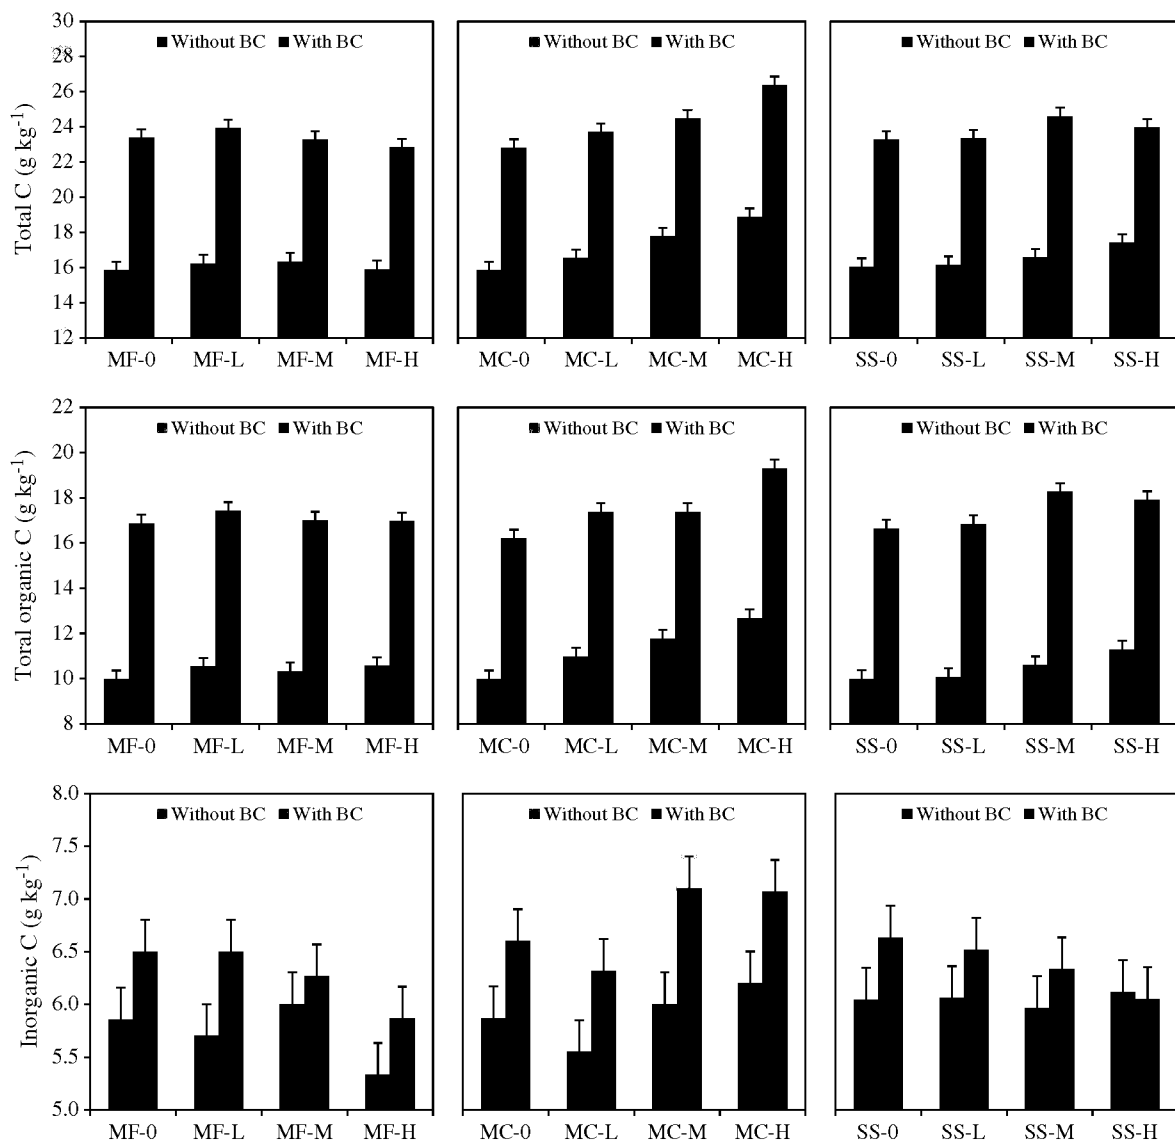 Total C (g kg-1)
30
28
26
24
22
20
18
16
14
12
Without BC With BC
MF-0 MF-L MF-M MF-H
Without BC With BC
MC-0 MC-L MC-M MC-H
Without BC With BC
SS-0 SS-L SS-M SS-H
Toral organic C (g kg-1)
22
20
18
16
14
12
10
8
Without BC With BC
MF-0 MF-L MF-M MF-H
Without BC With BC
MC-0 MC-L MC-M MC-H
Without BC With BC
SS-0 SS-L SS-M SS-H
Inorganic C (g kg-1)
8.0
7.5
7.0
6.5
6.0
5.5
5.0
Without BC With BC
MF-0 MF-L MF-M MF-H
Without BC With BC
MC-0 MC-L MC-M MC-H
Without BC With BC
SS-0 SS-L SS-M SS-H